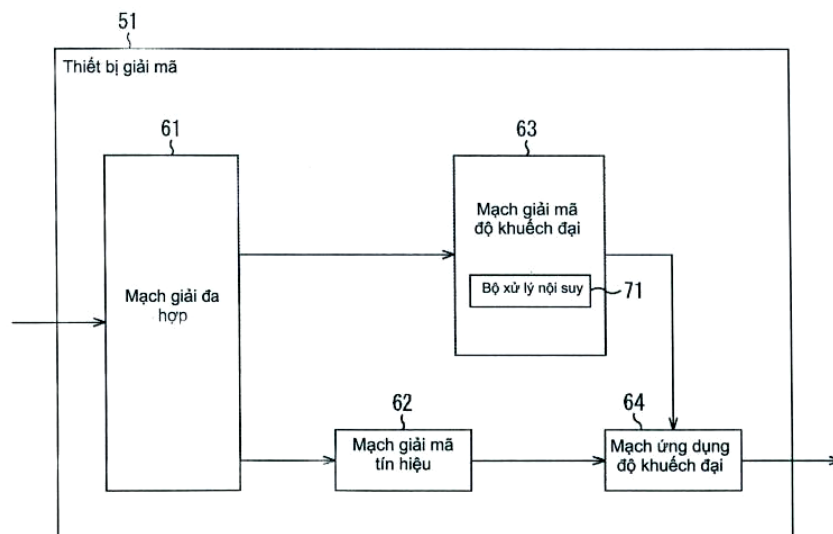 51
Thiết bị giải mã
61
63
Mạch giải mã
độ khuếch đại
Bộ xử lý nội suy
71
Mạch giải đa
hợp
62
Mạch giải mã
tín hiệu
64
Mạch ứng dụng
độ khuếch đại